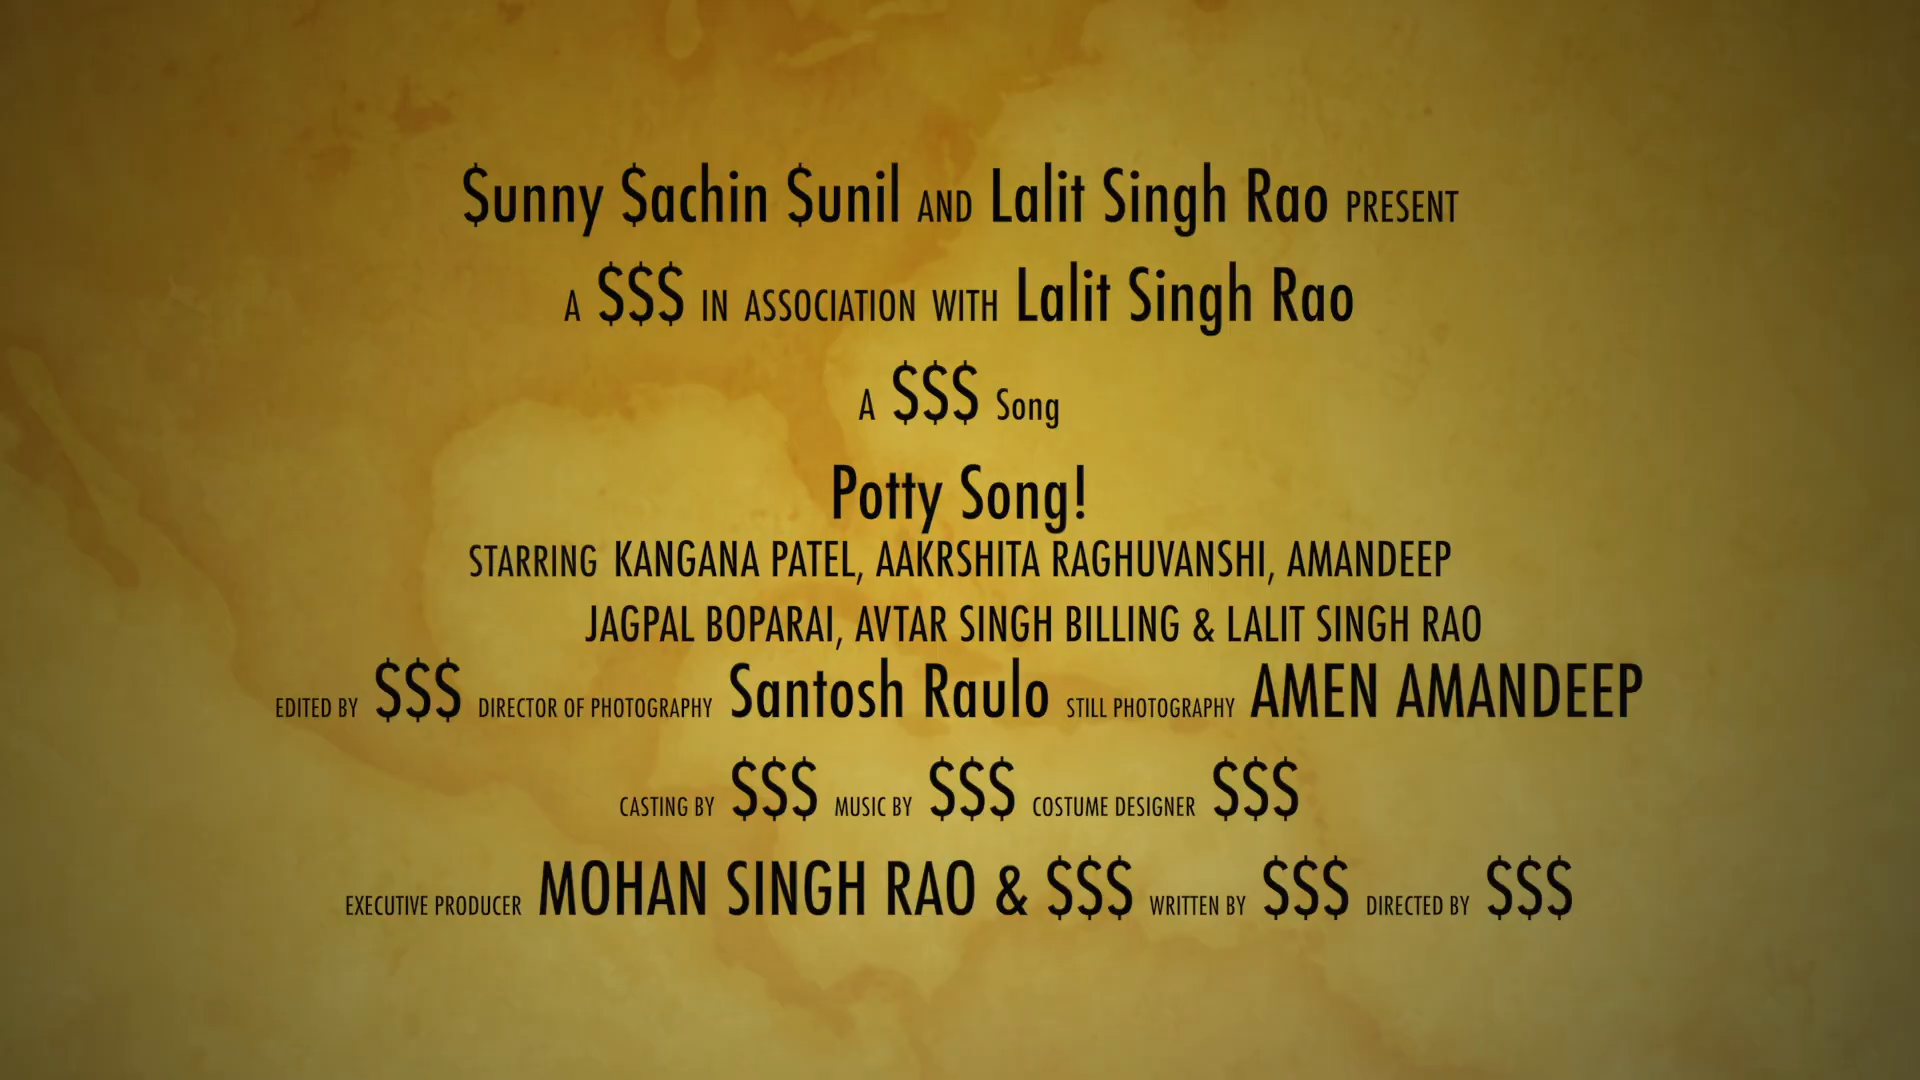 $unny $achin $unil AND Lalit Singh Rao PRESENT
A $$$ IN ASSOCIATION WITH Lalit Singh Rao
A $$$ Song
Potty Song!
STARRING KANGANA PATEL, AAKRSHITA RAGHUVANSHI, AMANDEEP
JAGPAL BOPARAI, AVTAR SINGH BILLING & LALIT SINGH RAO
EDITED BY $$$ DIRECTOR OF PHOTOGRAPHY Santosh Raulo STILL PHOTOGRAPHY AMEN AMANDEEP
CASTING BY $$$ MUSIC BY $$$ COSTUME DESIGNER $$$
EXECUTIVE PRODUCER MOHAN SINGH RAO & $$$ WRITTEN BY $$$ DIRECTED BY $$$